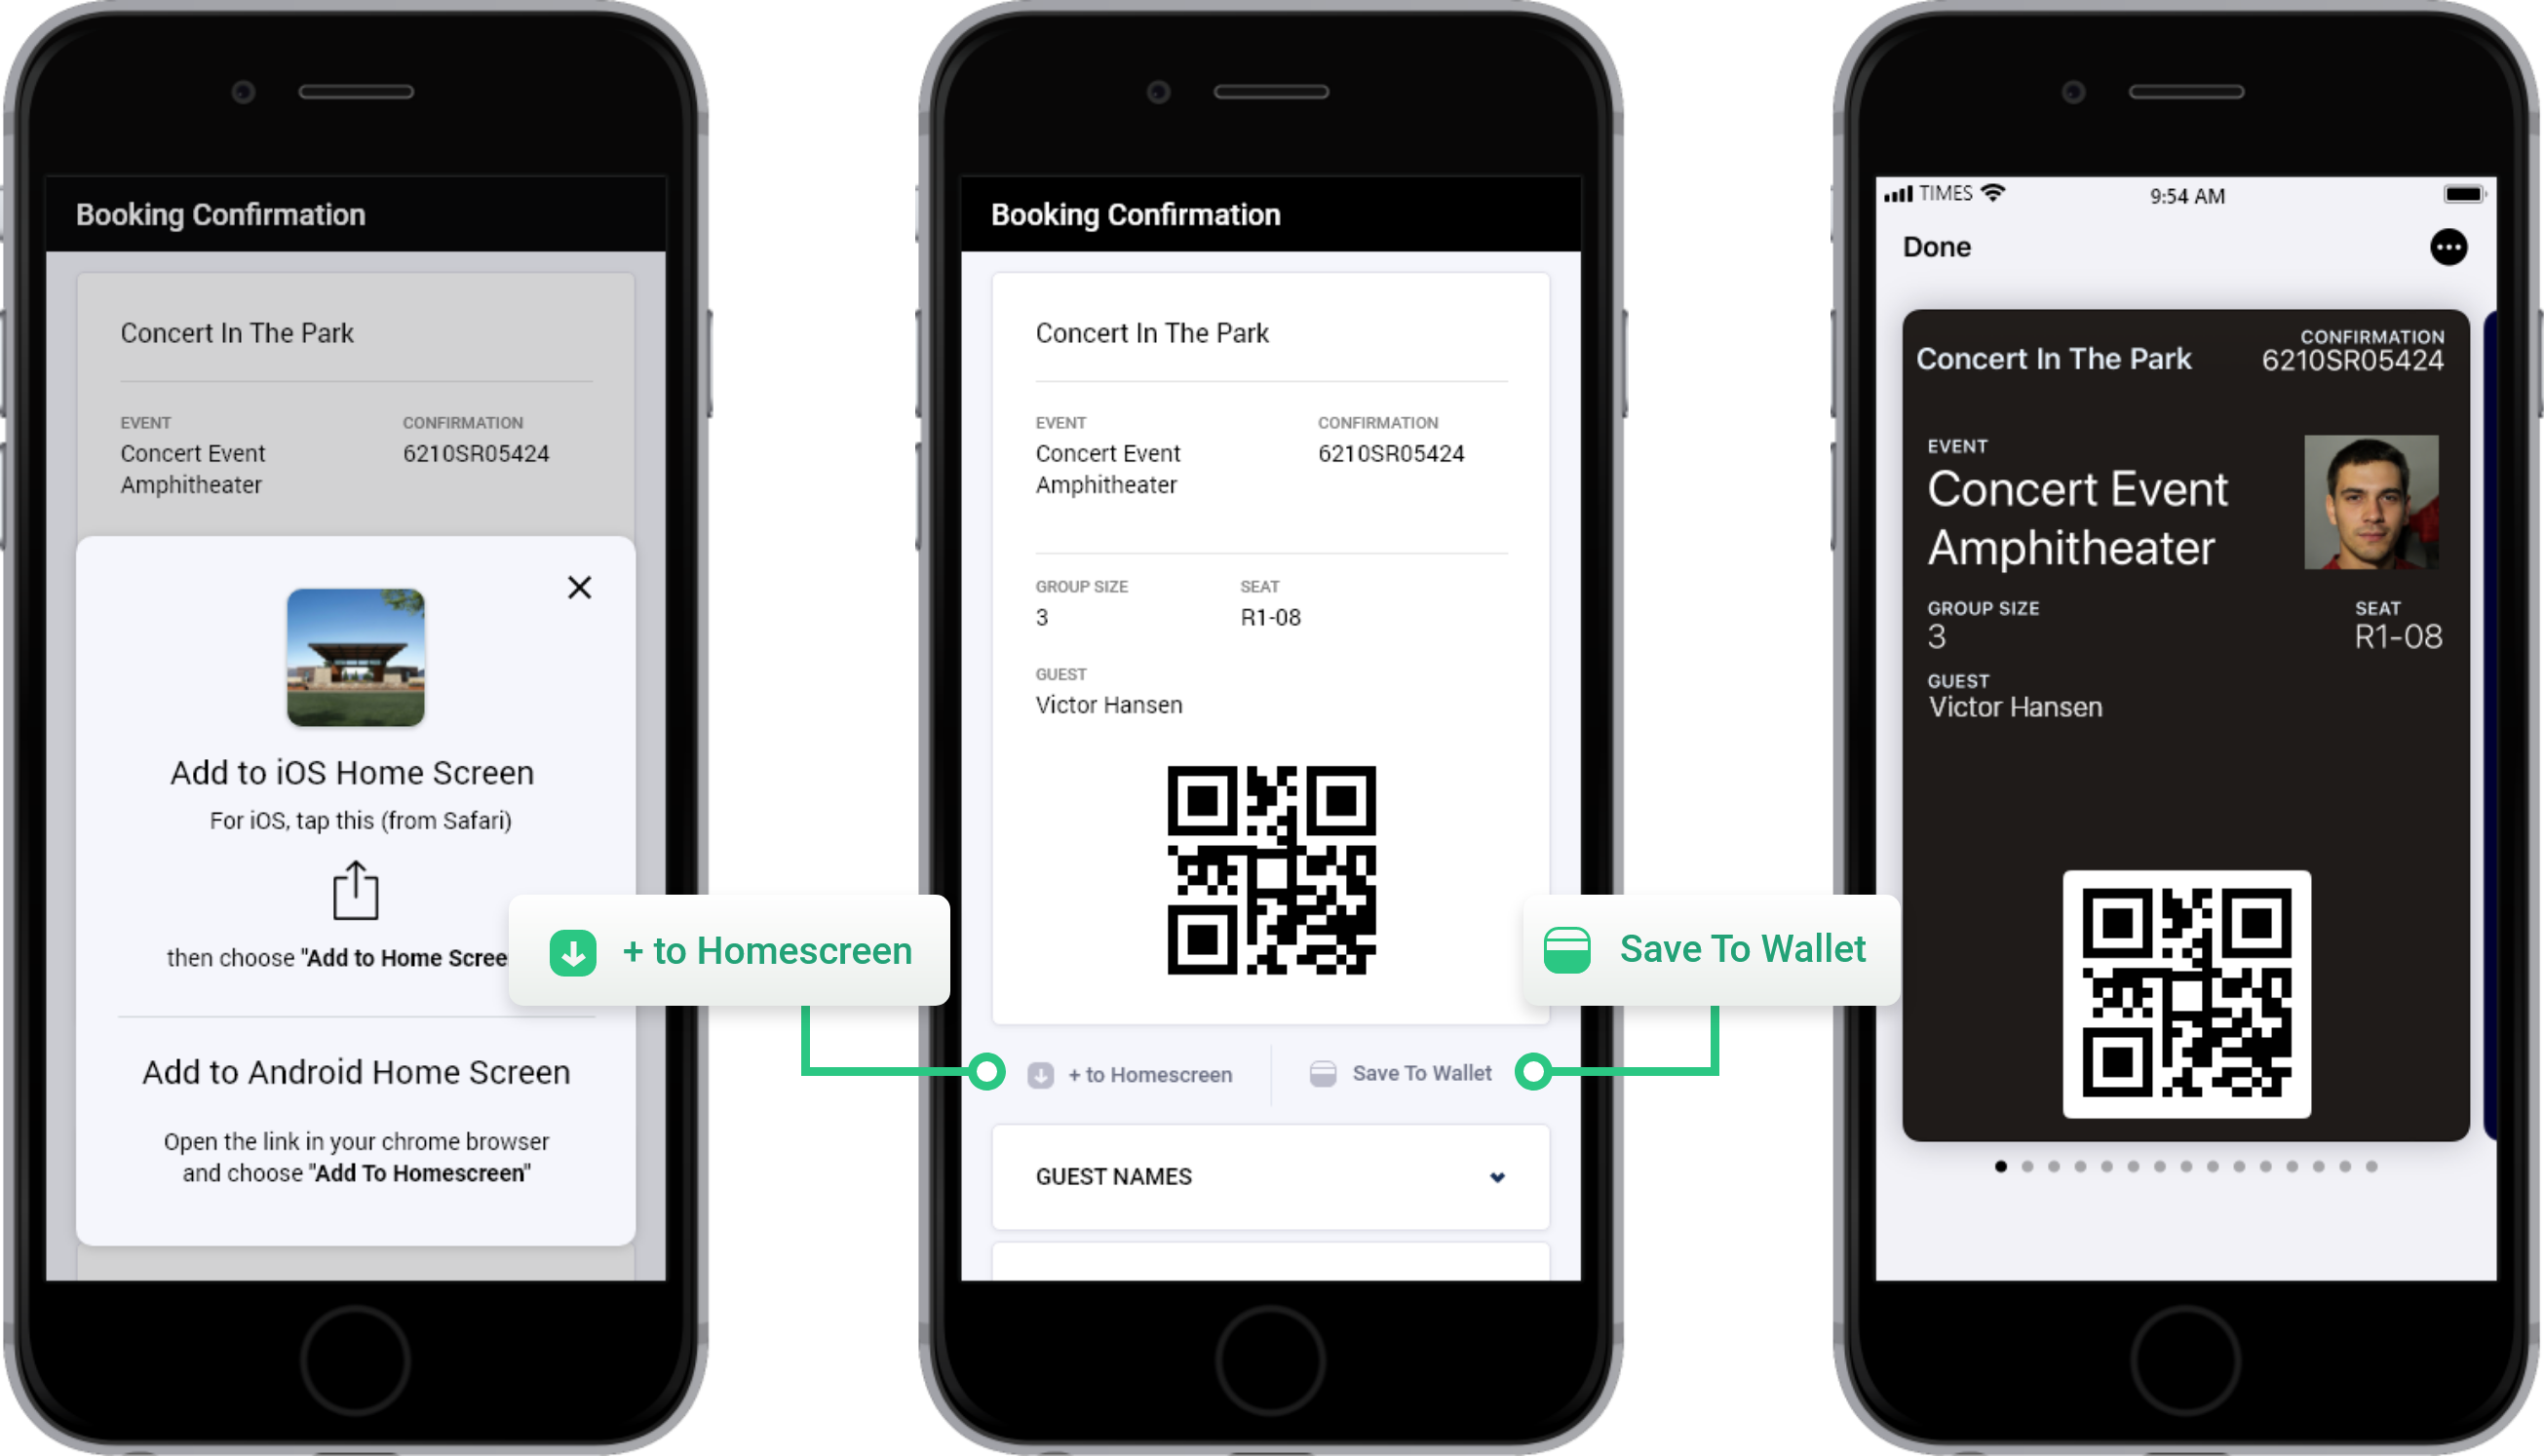 Booking Confirmation
Concert In The Park
EVENT
CONFIRMATION
Concert Event
6210SR05424
Amphitheater
Add to iOS Home Screen
For iOS, tap this (from Safari)
then choose "Add to Home Scree
Add to Android Home Screen
Open the link in your chrome browser
and choose "Add To Homescreen"
+ to Homescreen
Booking Confirmation
Concert In The Park
EVENT
CONFIRMATION
Concert Event
6210SR05424
Amphitheater
GROUP SIZE
SEAT
3
R1-08
GUEST
Victor Hansen
+ to Homescreen
Save To Wallet
GUEST NAMES
Save To Wallet
TIMES
9:54 AM
Done
CONFIRMATION
Concert In The Park
6210SR05424
EVENT
Concert Event
Amphitheater
GROUP SIZE
SEAT
3
R1-08
GUEST
Victor Hansen